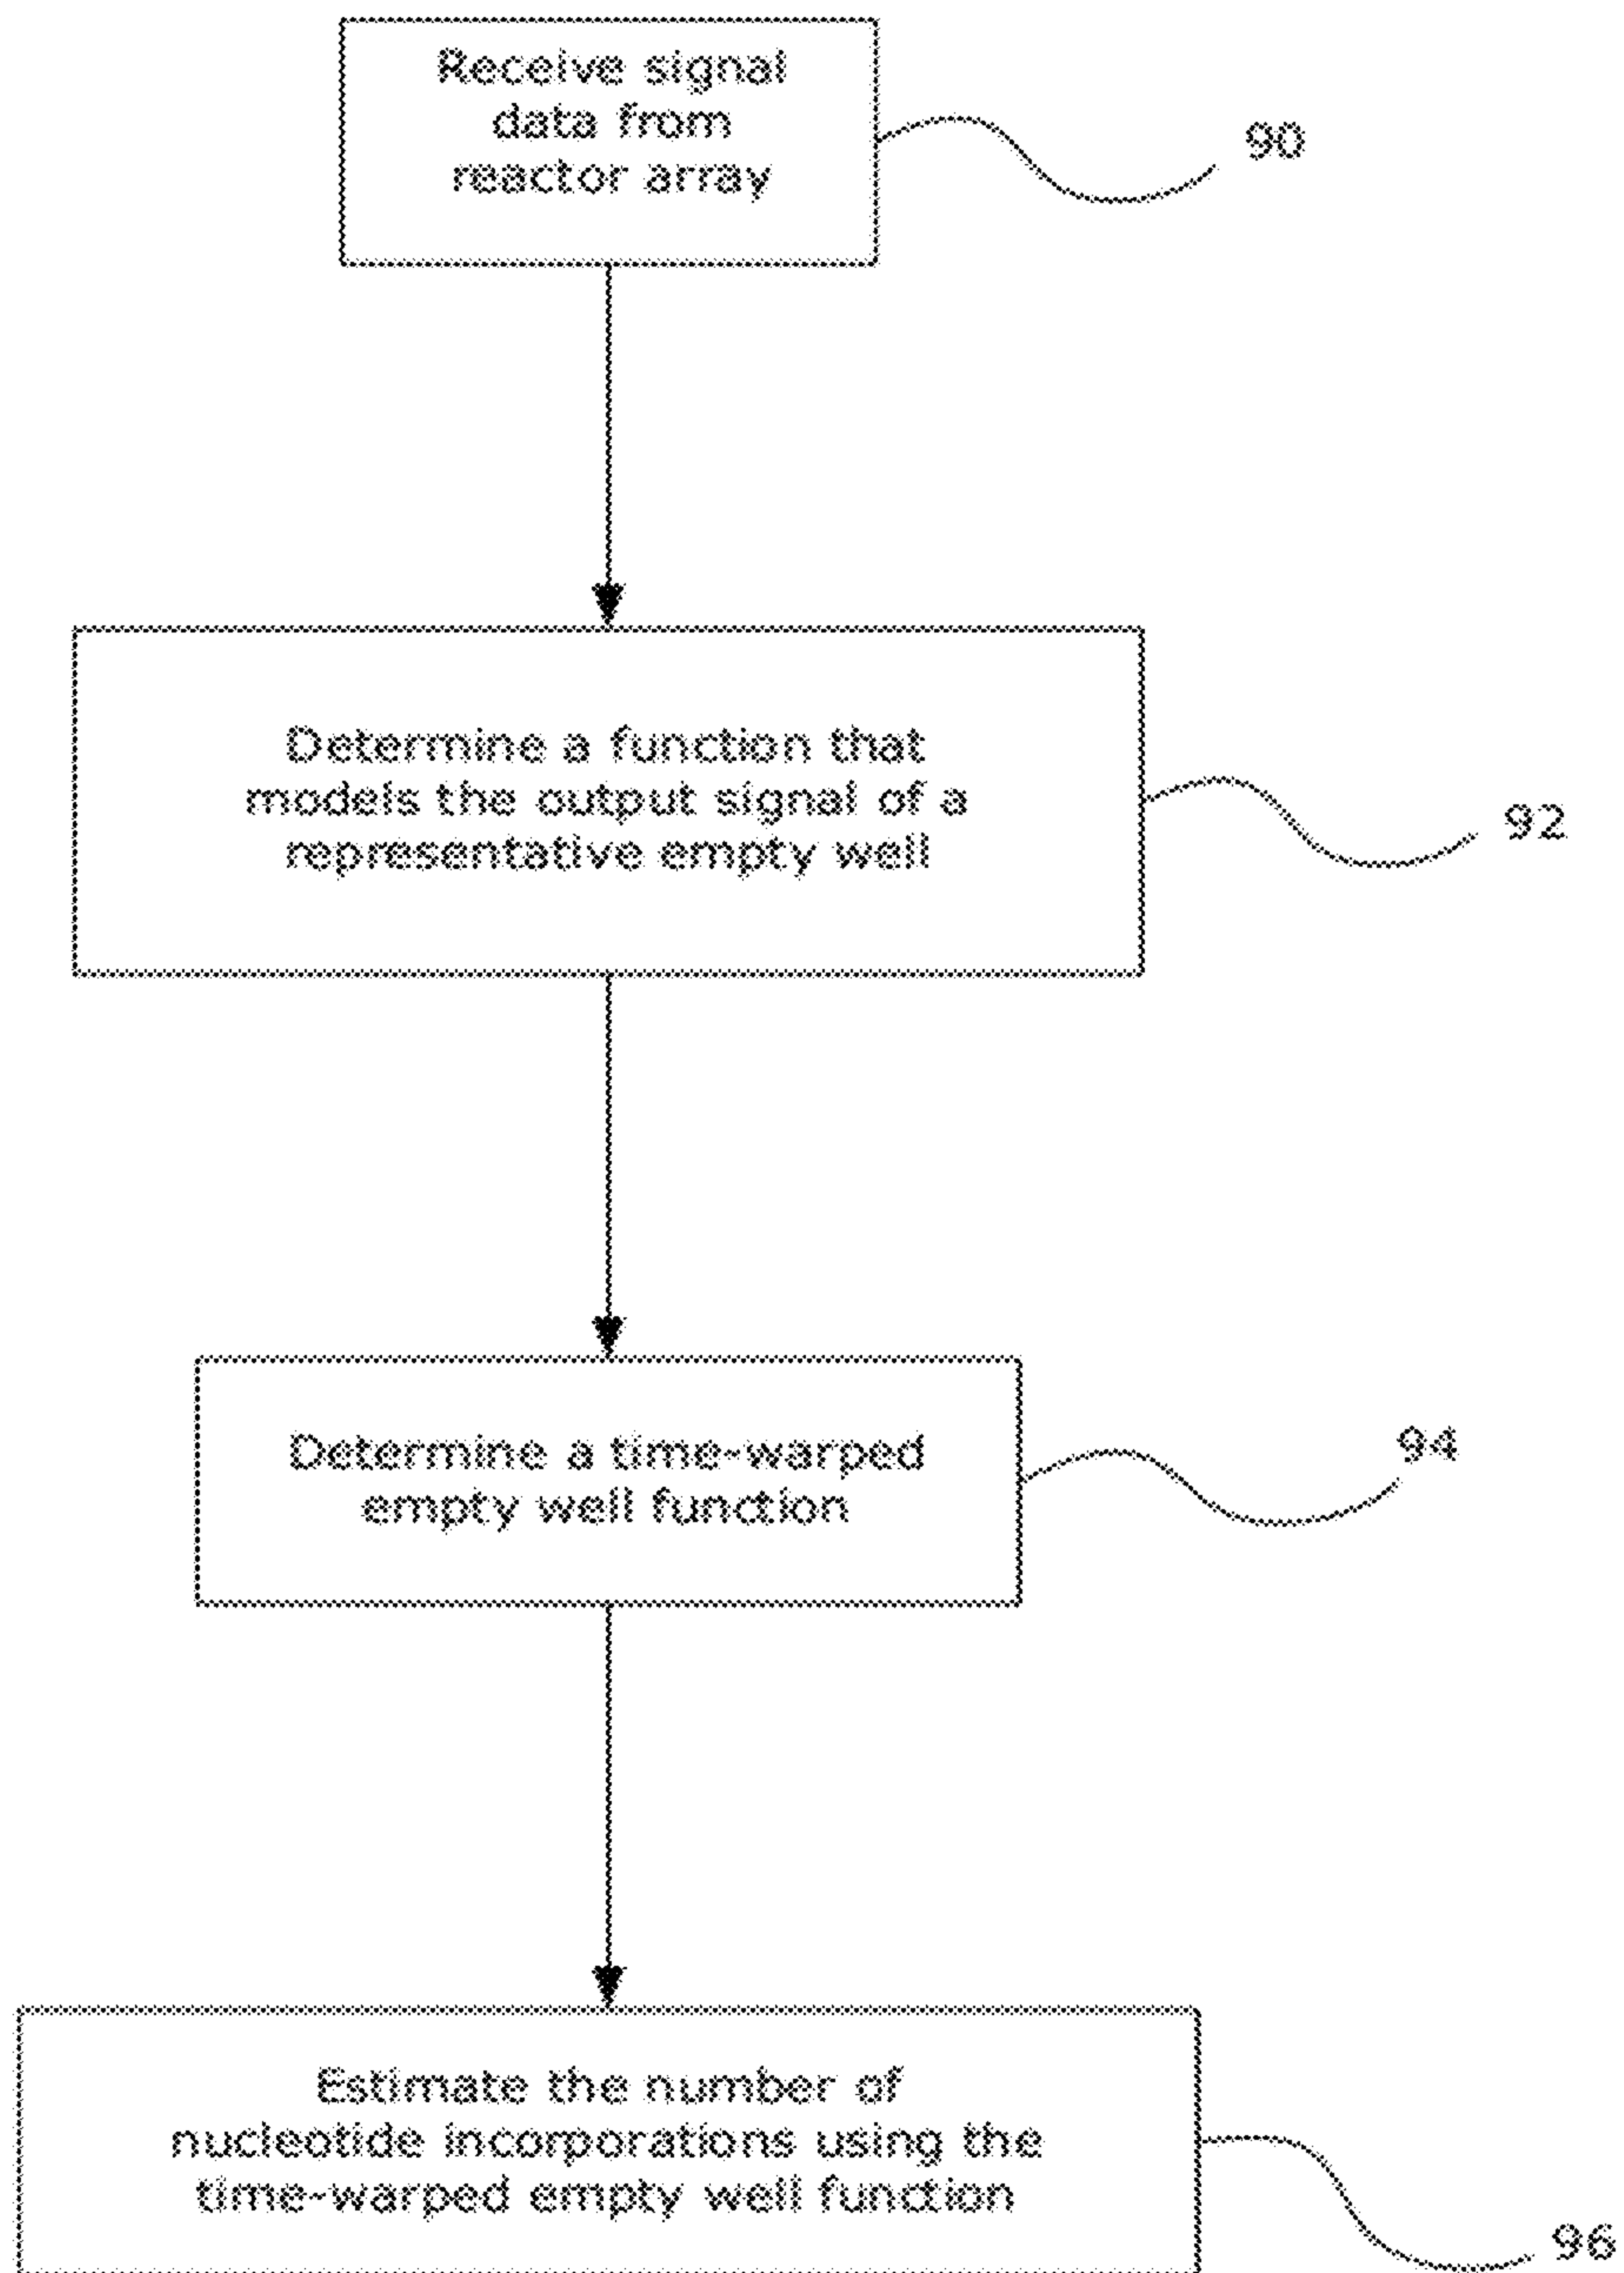 Receive signal
data from
reactor array
90
Determine a function that
models the output signal of a
representative empty well
92
Determine a time-warped
empty well function
94
Estimate the number of
nucleotide incorporations using the
time-warped empty well function
96